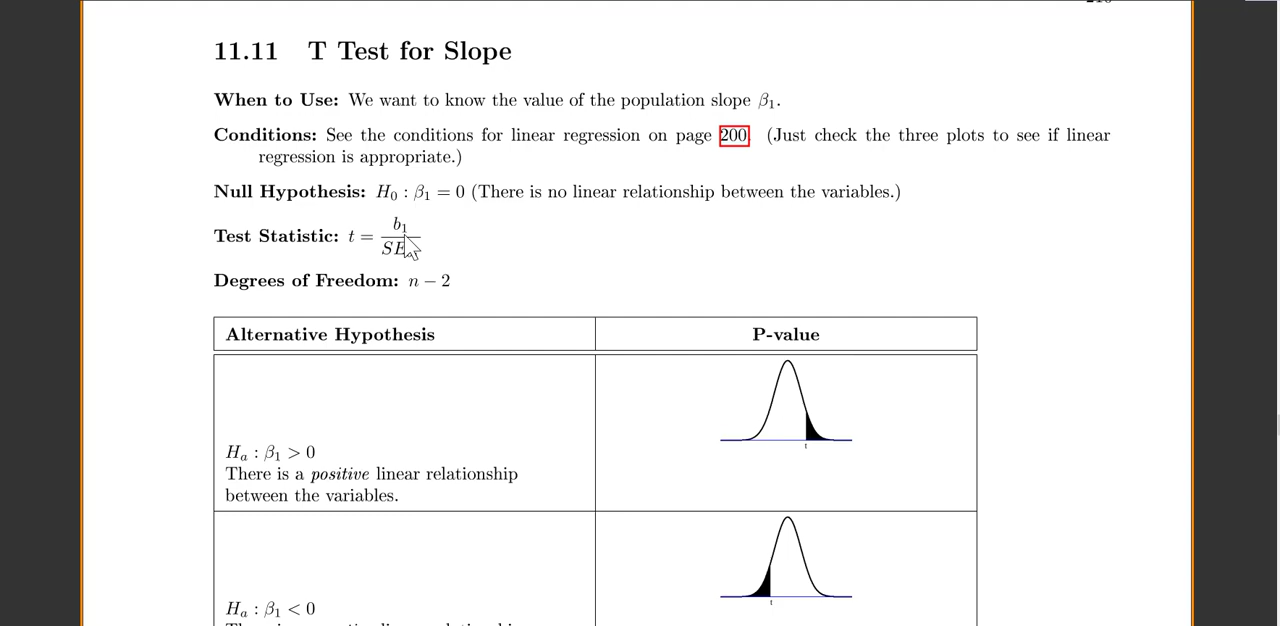 11.11 T Test for Slope
When to Use: We want to know the value of the population slope β₁.
Conditions: See the conditions for linear regression on page 200. (Just check the three plots to see if linear
regression is appropriate.)
Null Hypothesis: H₀ : β₁ = 0 (There is no linear relationship between the variables.)
Test Statistic: t = b₁ / SE
Degrees of Freedom: n − 2
Alternative Hypothesis P-value
t
Hₐ : β₁ > 0
There is a positive linear relationship
between the variables.
t
Hₐ : β₁ < 0